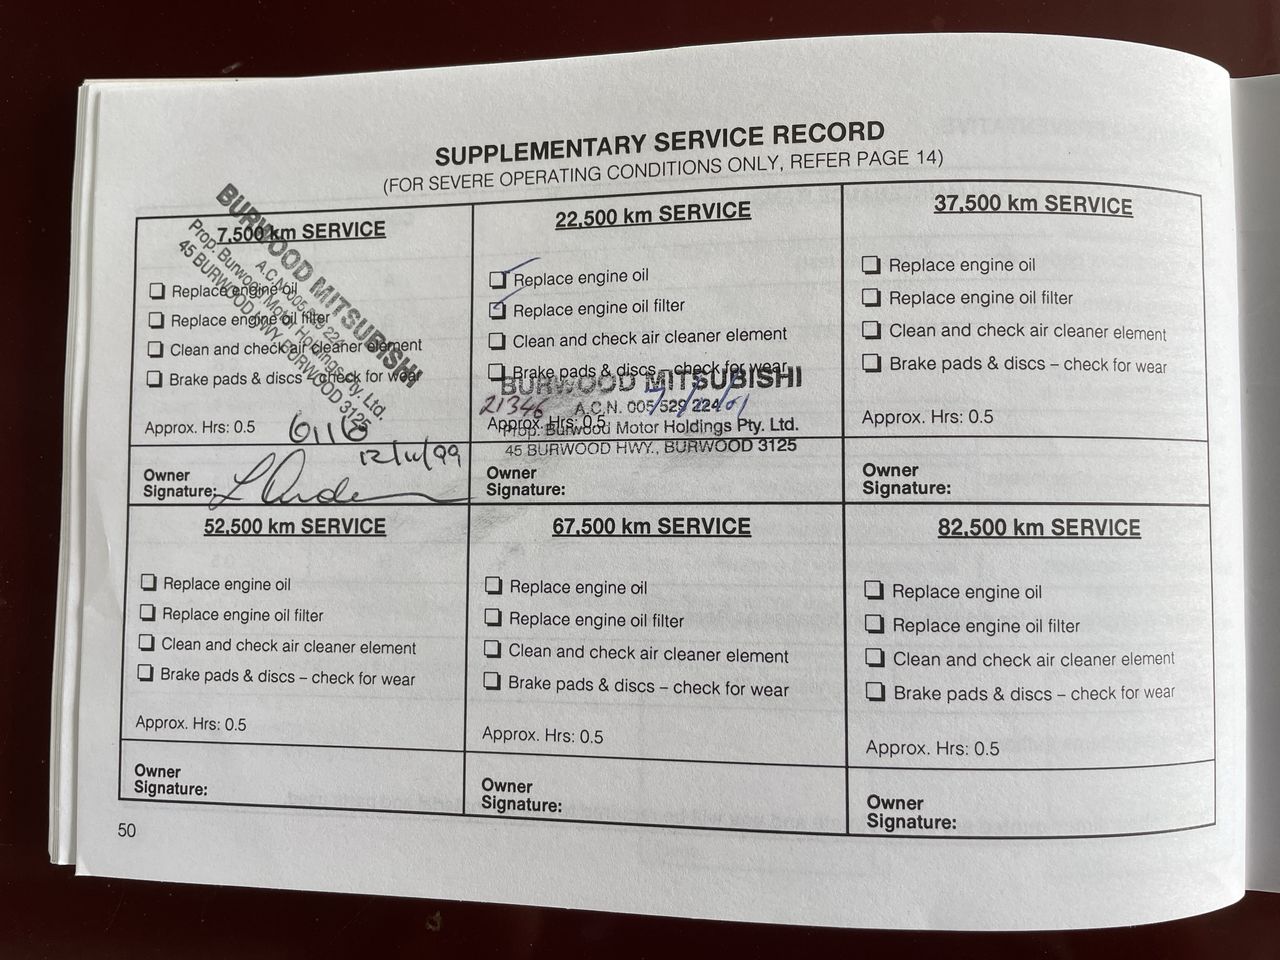 SUPPLEMENTARY SERVICE RECORD
(FOR SEVERE OPERATING CONDITIONS ONLY, REFER PAGE 14)
7,500 km SERVICE
BURWOOD MITSUBISHI
A.C.N. 005 529 224
Prop. Burwood Motor Holdings Pty. Ltd.
45 BURWOOD HWY., BURWOOD 3125
Replace engine oil
Replace engine oil filter
Clean and check air cleaner element
Brake pads & discs – check for wear
Approx. Hrs: 0.5
6116
12/11/99
Owner
Signature:
22,500 km SERVICE
Replace engine oil
Replace engine oil filter
Clean and check air cleaner element
Brake pads & discs – check for wear
BURWOOD MITSUBISHI
21346
A.C.N. 005 529 224
Approx. Hrs: 0.5
Prop. Burwood Motor Holdings Pty. Ltd.
45 BURWOOD HWY., BURWOOD 3125
Owner
Signature:
37,500 km SERVICE
Replace engine oil
Replace engine oil filter
Clean and check air cleaner element
Brake pads & discs – check for wear
Approx. Hrs: 0.5
Owner
Signature:
52,500 km SERVICE
Replace engine oil
Replace engine oil filter
Clean and check air cleaner element
Brake pads & discs – check for wear
Approx. Hrs: 0.5
Owner
Signature:
67,500 km SERVICE
Replace engine oil
Replace engine oil filter
Clean and check air cleaner element
Brake pads & discs – check for wear
Approx. Hrs: 0.5
Owner
Signature:
82,500 km SERVICE
Replace engine oil
Replace engine oil filter
Clean and check air cleaner element
Brake pads & discs – check for wear
Approx. Hrs: 0.5
Owner
Signature:
50